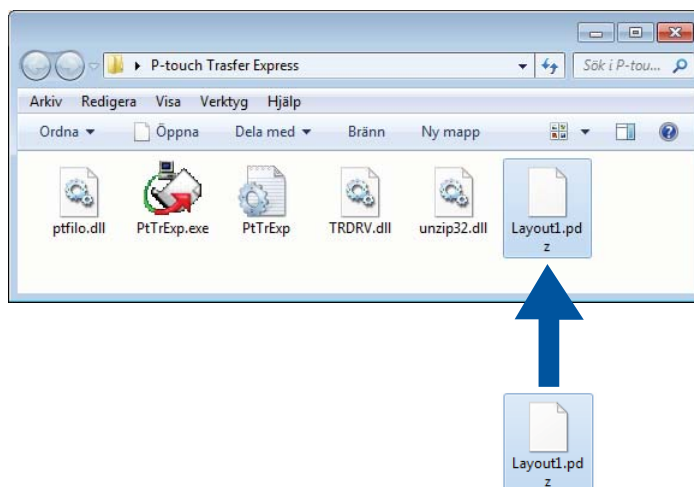 P-touch Trasfer Express
Sök i P-tou...
Arkiv Redigera Visa Verktyg Hjälp
Ordna Öppna Dela med Bränn Ny mapp
ptfilo.dll PtTrExp.exe PtTrExp TRDRV.dll unzip32.dll Layout1.pd
z
Layout1.pd
z